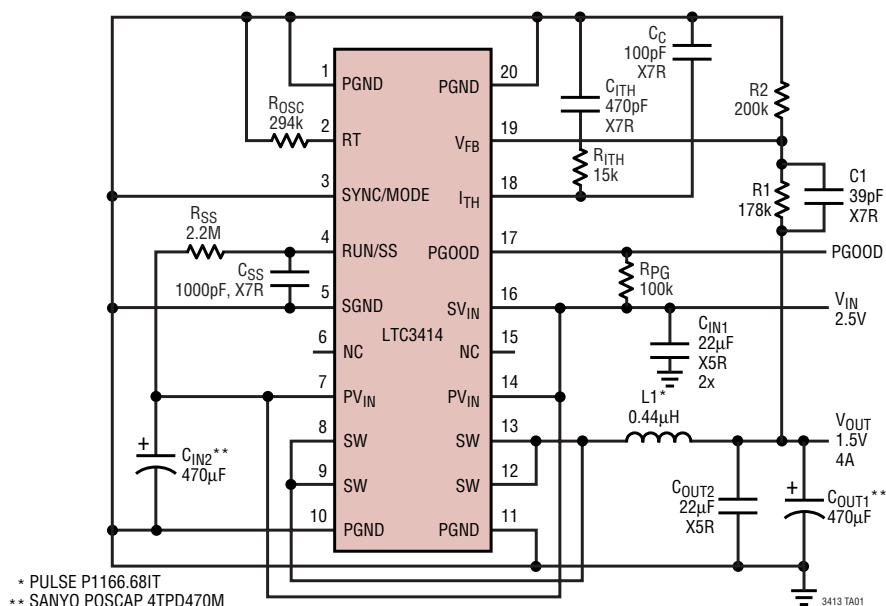 1
PGND
20
PGND
R_OSC
294k
2
RT
19
V_FB
3
SYNC/MODE
18
I_TH
R_SS
2.2M
4
RUN/SS
17
PGOOD
PGOOD
C_SS
1000pF, X7R
5
SGND
16
SV_IN
LTC3414
6
NC
15
NC
7
PV_IN
14
PV_IN
8
SW
13
SW
9
SW
12
SW
10
PGND
11
PGND
C_C
100pF
X7R
C_ITH
470pF
X7R
R_ITH
15k
R2
200k
R1
178k
C1
39pF
X7R
R_PG
100k
V_IN
2.5V
C_IN1
22µF
X5R
2x
L1*
0.44µH
V_OUT
1.5V
4A
+
C_IN2**
470µF
C_OUT2
22µF
X5R
+
C_OUT1**
470µF
* PULSE P1166.68IT
** SANYO POSCAP 4TPD470M
3413 TA01